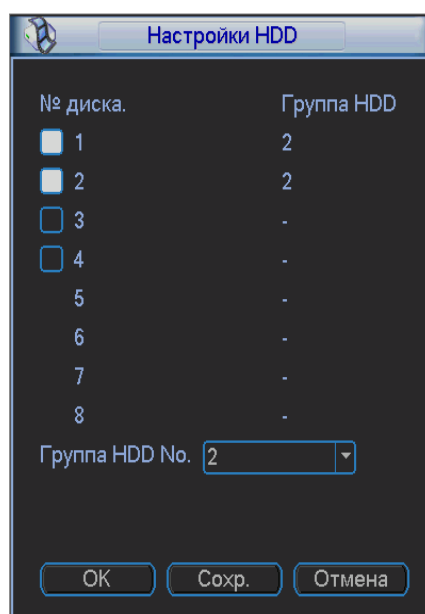 Настройки HDD
№ диска. Группа HDD
1 2
2 2
3 -
4 -
5 -
6 -
7 -
8 -
Группа HDD No. 2
OK Сохр. Отмена